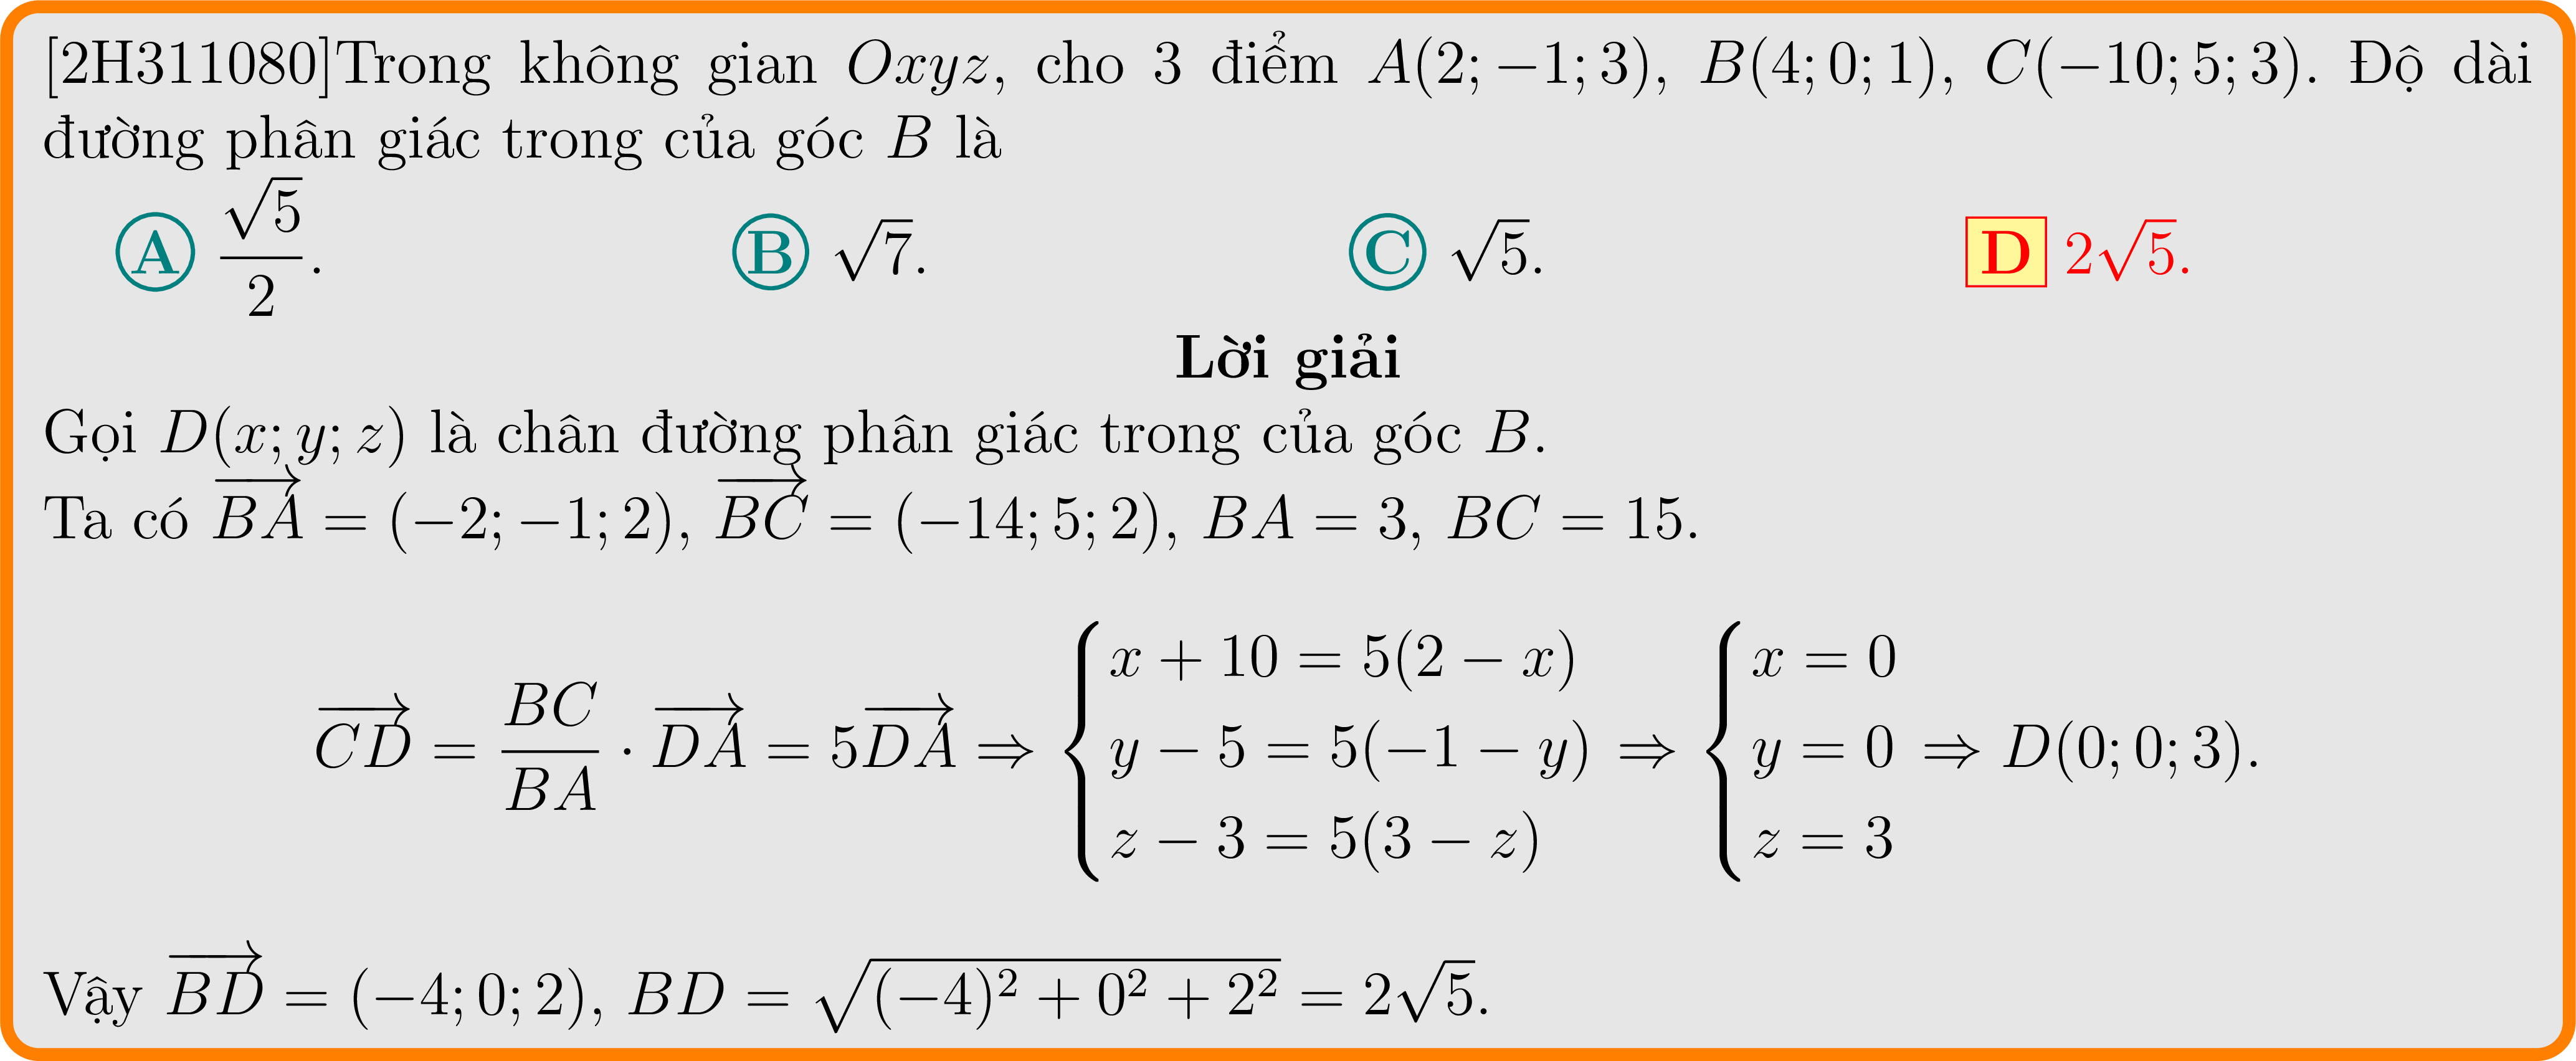 [2H311080]Trong không gian Oxyz, cho 3 điểm A(2; −1; 3), B(4; 0; 1), C(−10; 5; 3). Độ dài
đường phân giác trong của góc B là
A $\dfrac{\sqrt{5}}{2}$. B $\sqrt{7}$. C $\sqrt{5}$. D $2\sqrt{5}$.
Lời giải
Gọi D(x; y; z) là chân đường phân giác trong của góc B.
Ta có $\overrightarrow{BA}$ = (−2; −1; 2), $\overrightarrow{BC}$ = (−14; 5; 2), BA = 3, BC = 15.
$\overrightarrow{CD} = \dfrac{BC}{BA} \cdot \overrightarrow{DA} = 5\overrightarrow{DA} \Rightarrow \begin{cases} x + 10 = 5(2 - x) \\ y - 5 = 5(-1 - y) \\ z - 3 = 5(3 - z) \end{cases} \Rightarrow \begin{cases} x = 0 \\ y = 0 \\ z = 3 \end{cases} \Rightarrow D(0; 0; 3).$
Vậy $\overrightarrow{BD}$ = (−4; 0; 2), BD = $\sqrt{(-4)^2 + 0^2 + 2^2} = 2\sqrt{5}$.